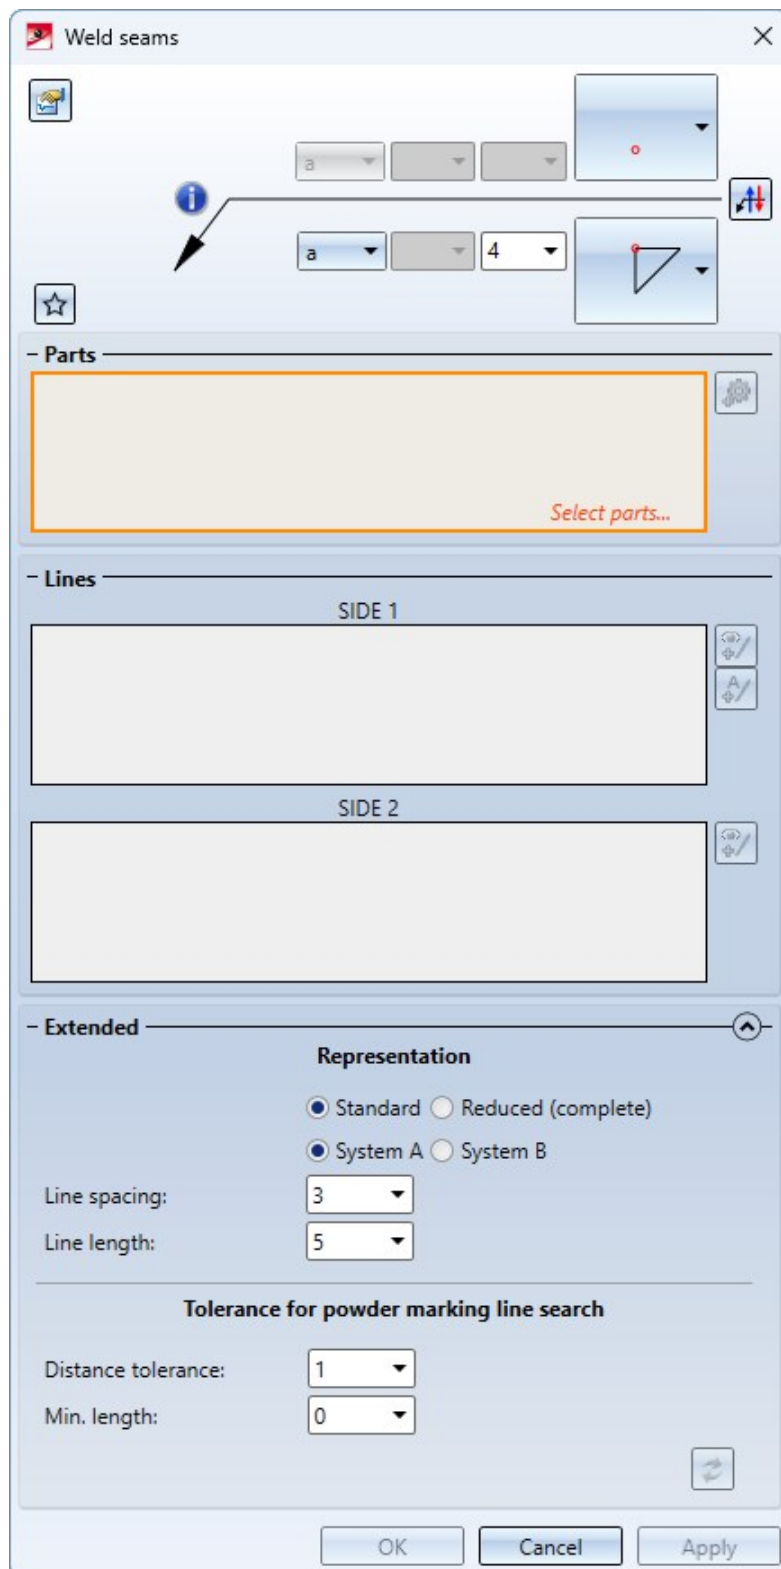 Weld seams
a
a 4
Parts
Select parts...
Lines
SIDE 1
A
SIDE 2
Extended
Representation
Standard Reduced (complete)
System A System B
Line spacing: 3
Line length: 5
Tolerance for powder marking line search
Distance tolerance: 1
Min. length: 0
OK Cancel Apply